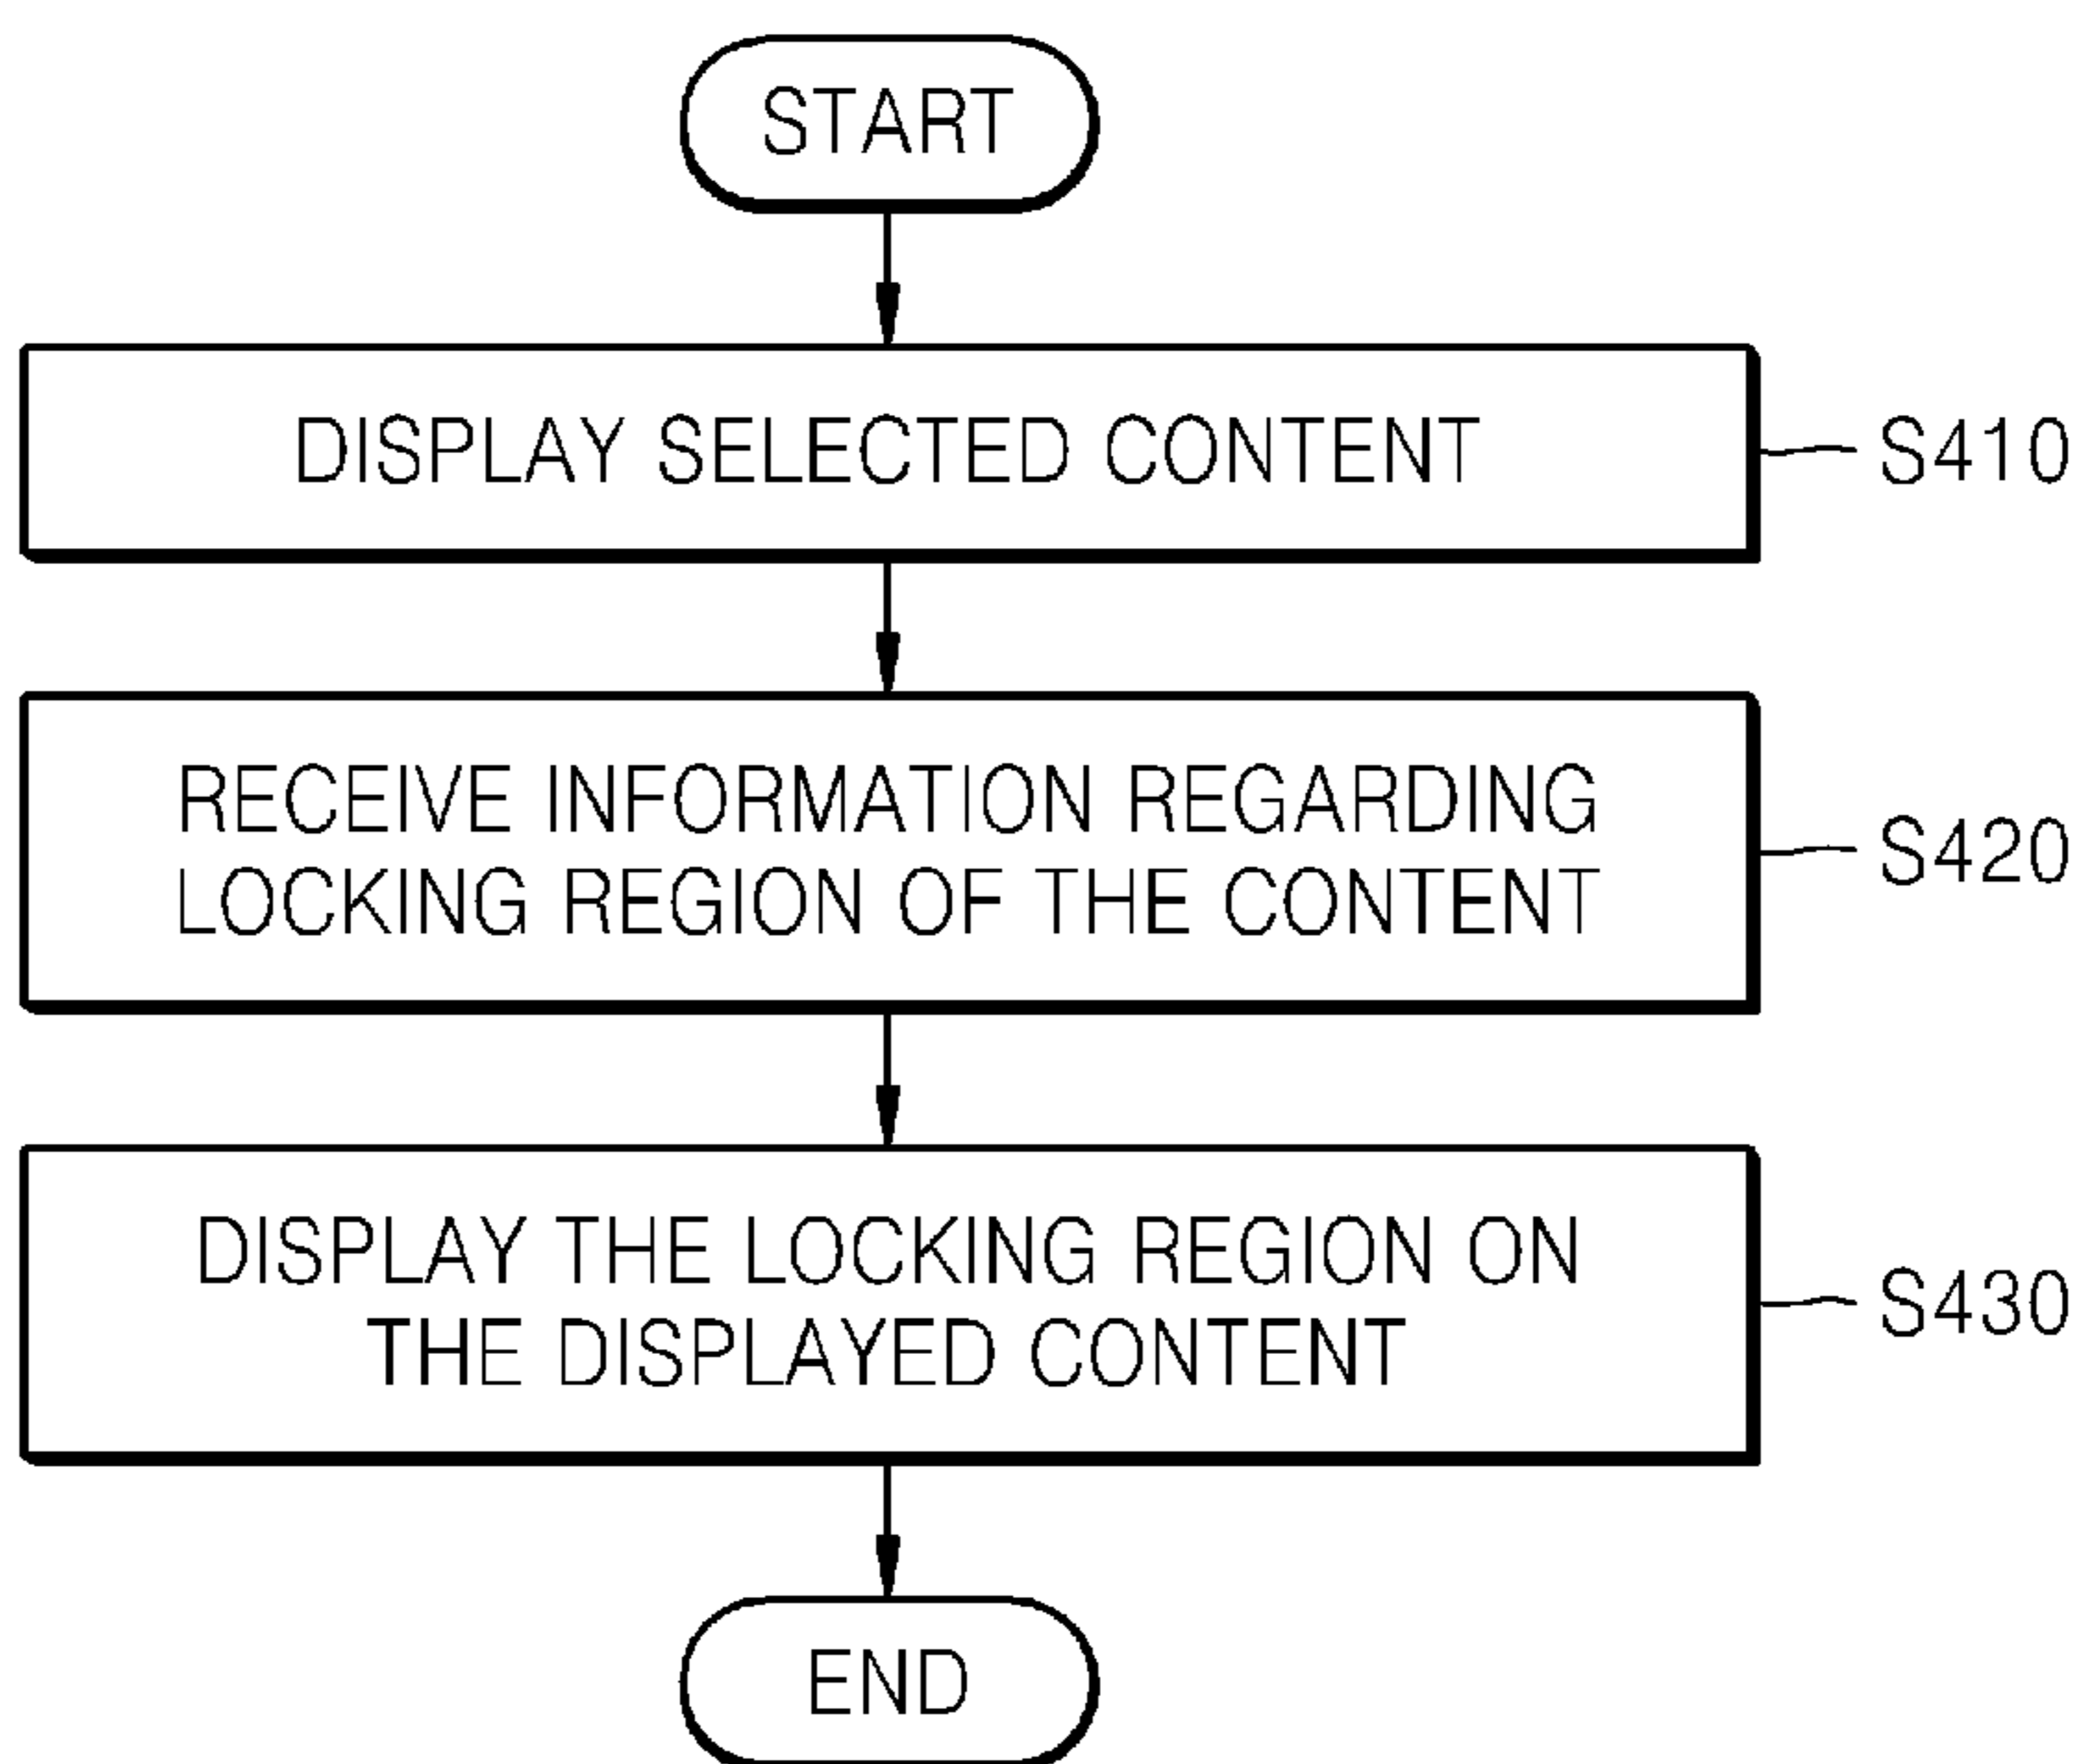 START
DISPLAY SELECTED CONTENT
S410
RECEIVE INFORMATION REGARDING
LOCKING REGION OF THE CONTENT
S420
DISPLAY THE LOCKING REGION ON
THE DISPLAYED CONTENT
S430
END